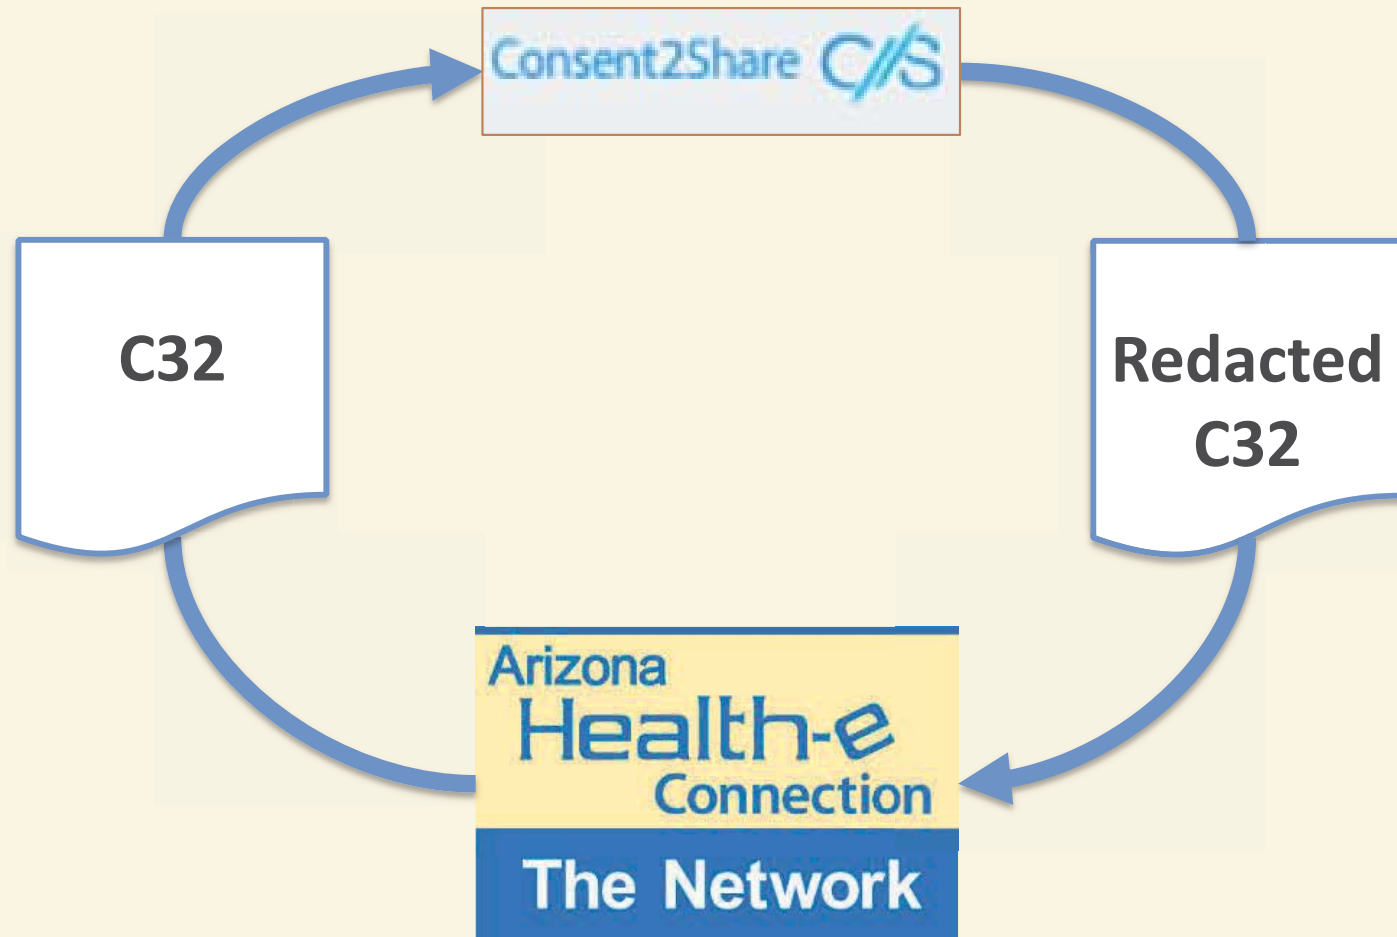 Consent2Share C//S
C32
Redacted
C32
Arizona
Health-e
Connection
The Network